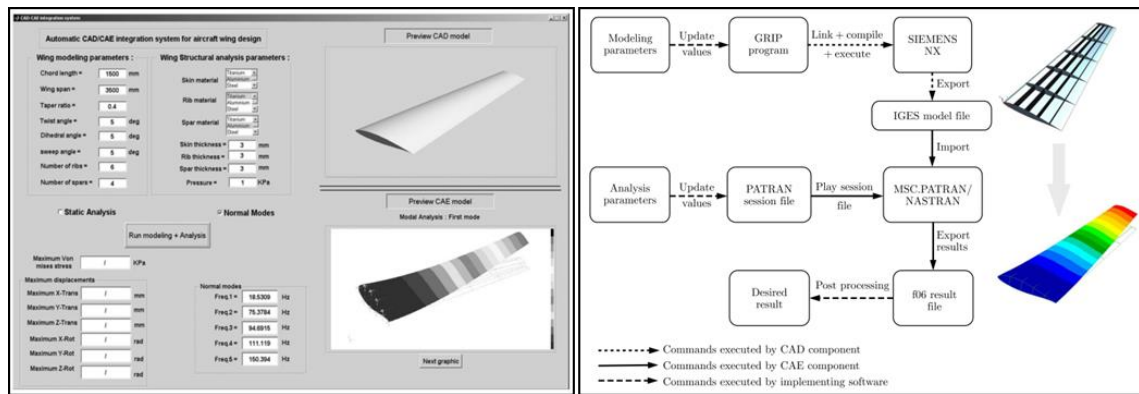 CAD CAE integration system
Automatic CAD/CAE integration system for aircraft wing design
Wing modeling parameters :
Chord length = 1500 mm
Wing span = 3500 mm
Taper ratio = 0.4
Twist angle = 5 deg
Dihedral angle = 5 deg
sweep angle = 5 deg
Number of ribs = 6
Number of spars = 4
Wing Structural analysis parameters :
Skin material
Titanium
Aluminium
Steel
Rib material
Titanium
Aluminium
Steel
Spar material
Titanium
Aluminium
Steel
Skin thickness = 3 mm
Rib thickness = 3 mm
Spar thickness = 3 mm
Pressure = 1 KPa
Static Analysis
Normal Modes
Run modeling + Analysis
Maximum Von
mises stress / KPa
Maximum displacements
Maximum X-Trans / mm
Maximum Y-Trans / mm
Maximum Z-Trans / mm
Maximum X-Rot / rad
Maximum Y-Rot / rad
Maximum Z-Rot / rad
Normal modes
Freq.1 = 18.5309 Hz
Freq.2 = 75.3784 Hz
Freq.3 = 94.6915 Hz
Freq.4 = 111.119 Hz
Freq.5 = 150.394 Hz
Preview CAD model
Preview CAE model
Modal Analysis : First mode
Next graphic
Modeling
parameters
Update
values
GRIP
program
Link + compile
+ execute
SIEMENS
NX
Export
IGES model file
Import
Analysis
parameters
Update
values
PATRAN
session file
Play session
file
MSC.PATRAN/
NASTRAN
Export
results
f06 result
file
Post processing
Desired
result
Commands executed by CAD component
Commands executed by CAE component
Commands executed by implementing software